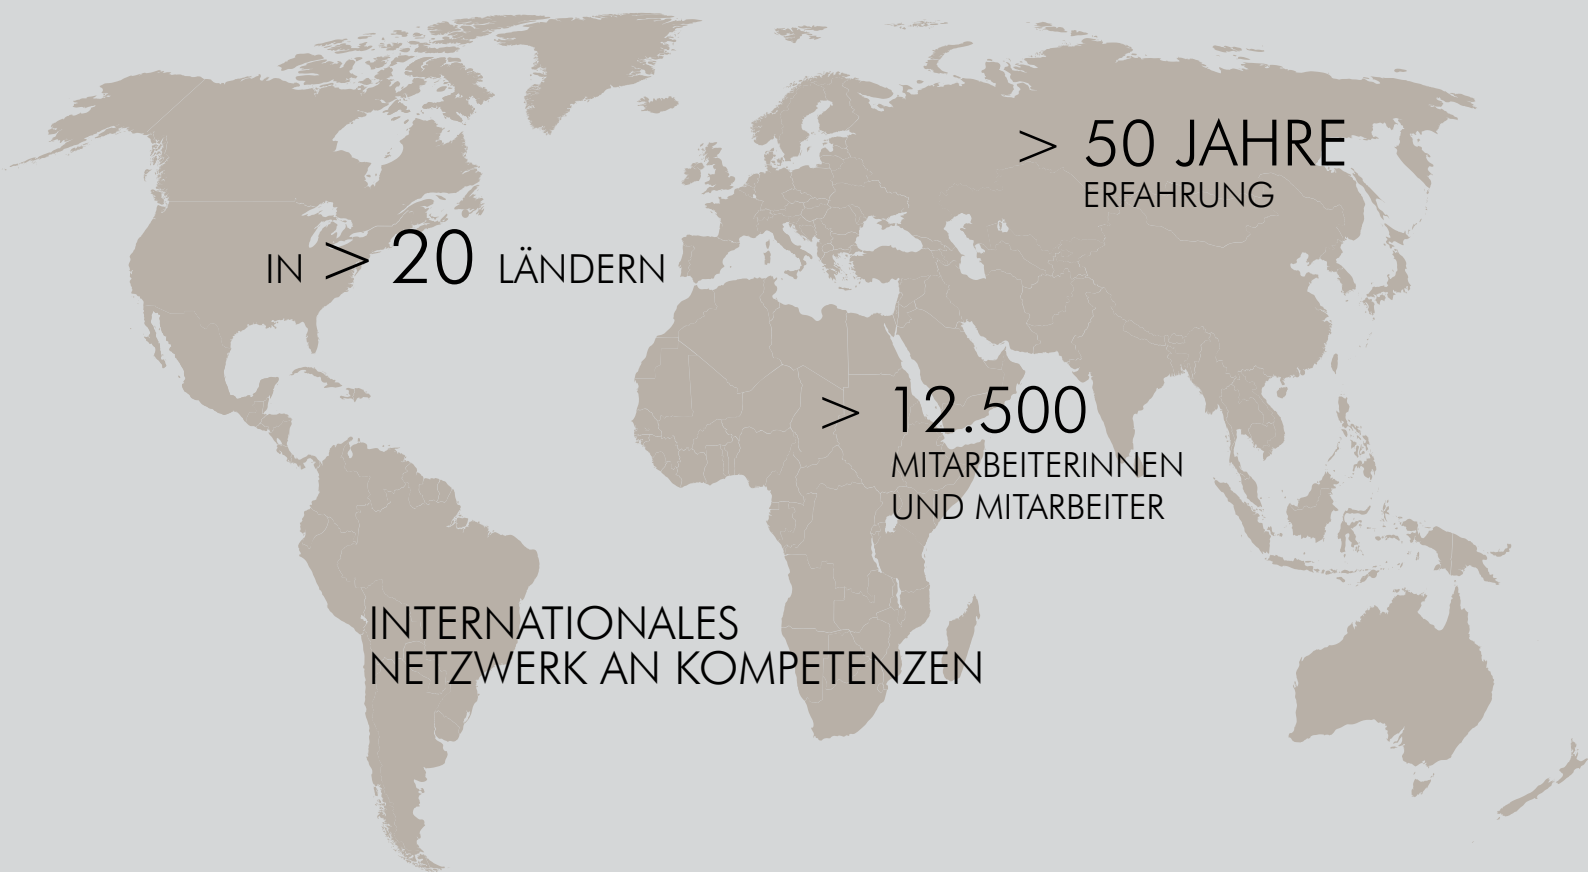 > 50 JAHRE
ERFAHRUNG
IN > 20 LÄNDERN
> 12.500
MITARBEITERINNEN
UND MITARBEITER
INTERNATIONALES
NETZWERK AN KOMPETENZEN